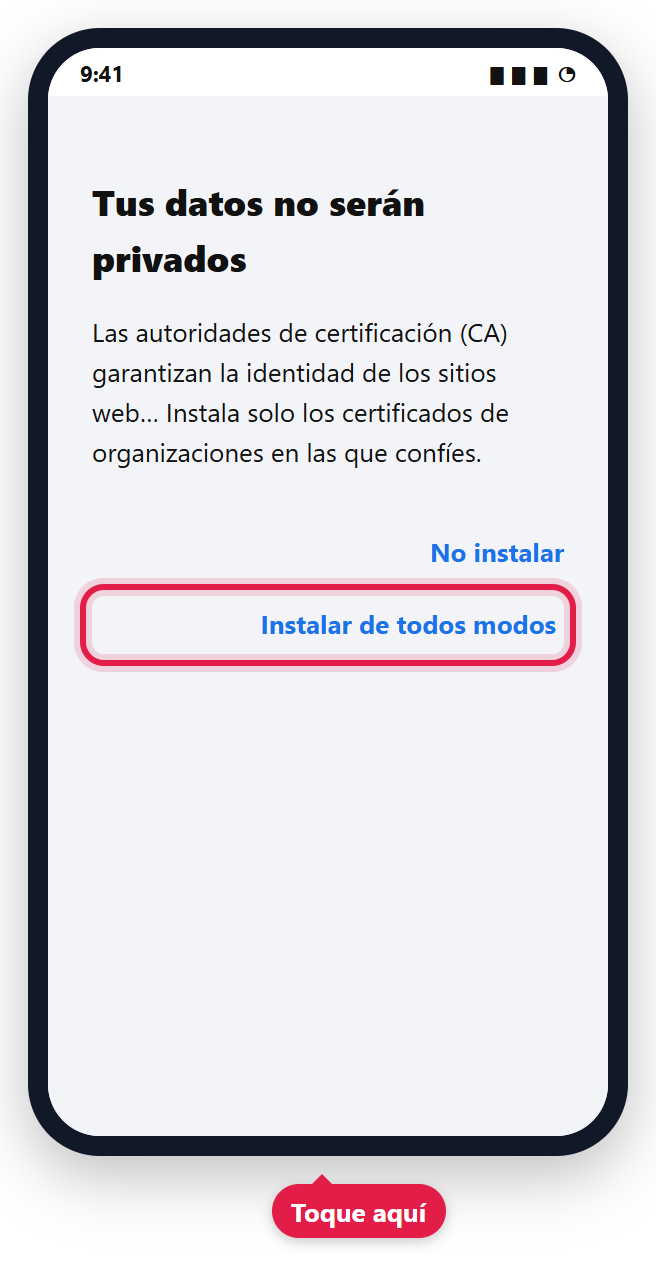 9:41
Tus datos no serán
privados
Las autoridades de certificación (CA)
garantizan la identidad de los sitios
web... Instala solo los certificados de
organizaciones en las que confíes.
No instalar
Instalar de todos modos
Toque aquí